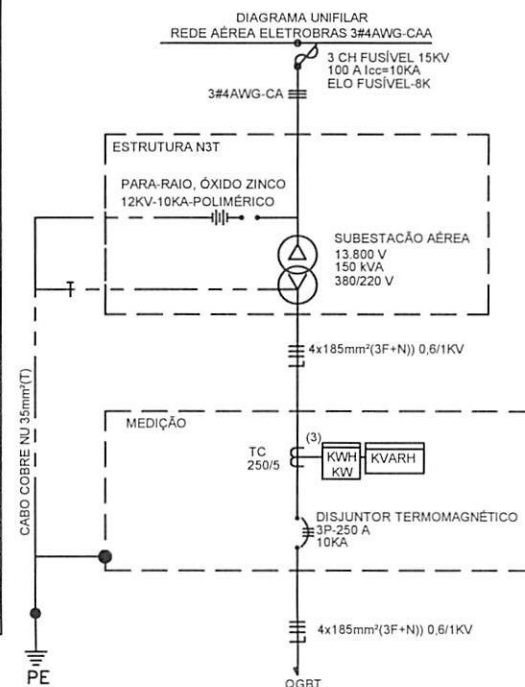 DIAGRAMA UNIFILAR
REDE AÉREA ELETROBRAS 3#4AWG-CAA
3 CH FUSÍVEL 15KV
100 A Icc=10KA
ELO FUSÍVEL-8K
3#4AWG-CA
ESTRUTURA N3T
PARA-RAIO, ÓXIDO ZINCO
12KV-10KA-POLIMÉRICO
SUBESTACÃO AÉREA
13.800 V
150 kVA
380/220 V
T
4x185mm²(3F+N)) 0,6/1KV
CABO COBRE NU 35mm²(T)
MEDIÇÃO
TC
250/5
(3)
KWH
KW
KVARH
DISJUNTOR TERMOMAGNÉTICO
3P-250 A
10KA
4x185mm²(3F+N)) 0,6/1KV
PE
QGBT